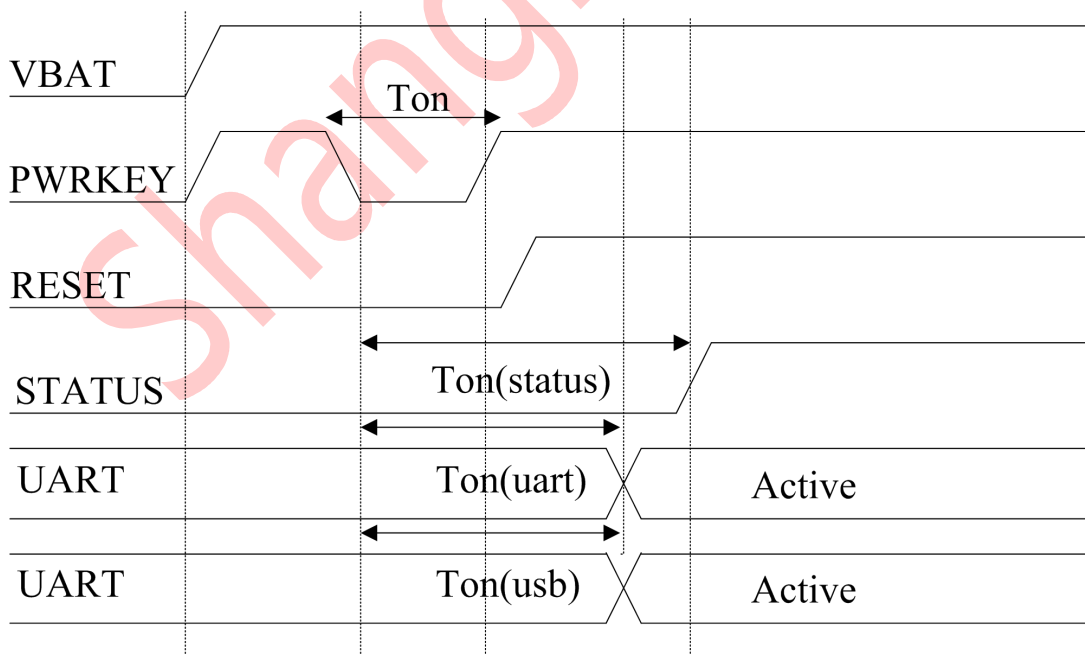 VBAT
Ton
PWRKEY
RESET
Ton(status)
STATUS
UART Ton(uart) Active
UART Ton(usb) Active
Shang